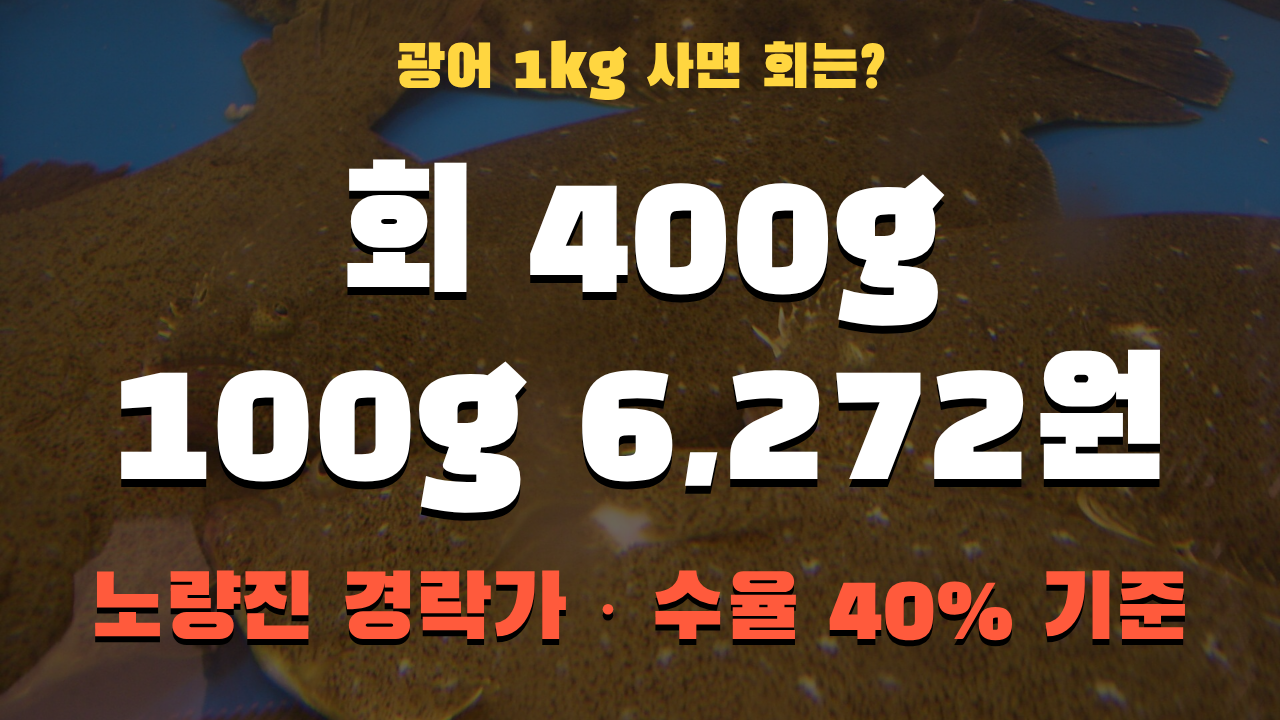 광어 1kg 사면 회는?
회 400g
100g 6,272원
노량진 경락가 · 수율 40% 기준